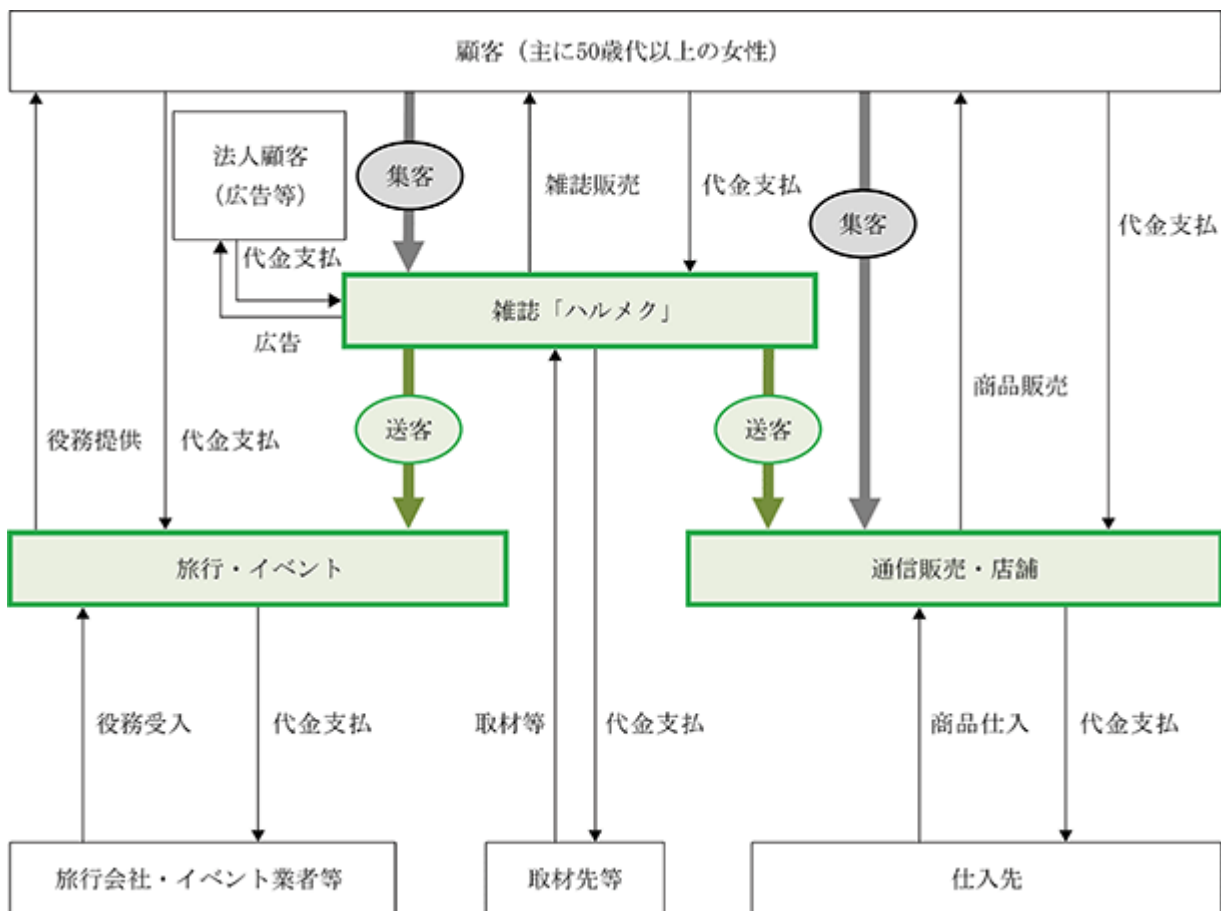 顧客（主に50歳代以上の女性）
法人顧客
（広告等）
集客
雑誌販売
代金支払
集客
代金支払
代金支払
雑誌「ハルメク」
広告
役務提供
代金支払
送客
送客
商品販売
旅行・イベント
通信販売・店舗
役務受入
代金支払
取材等
代金支払
商品仕入
代金支払
旅行会社・イベント業者等
取材先等
仕入先